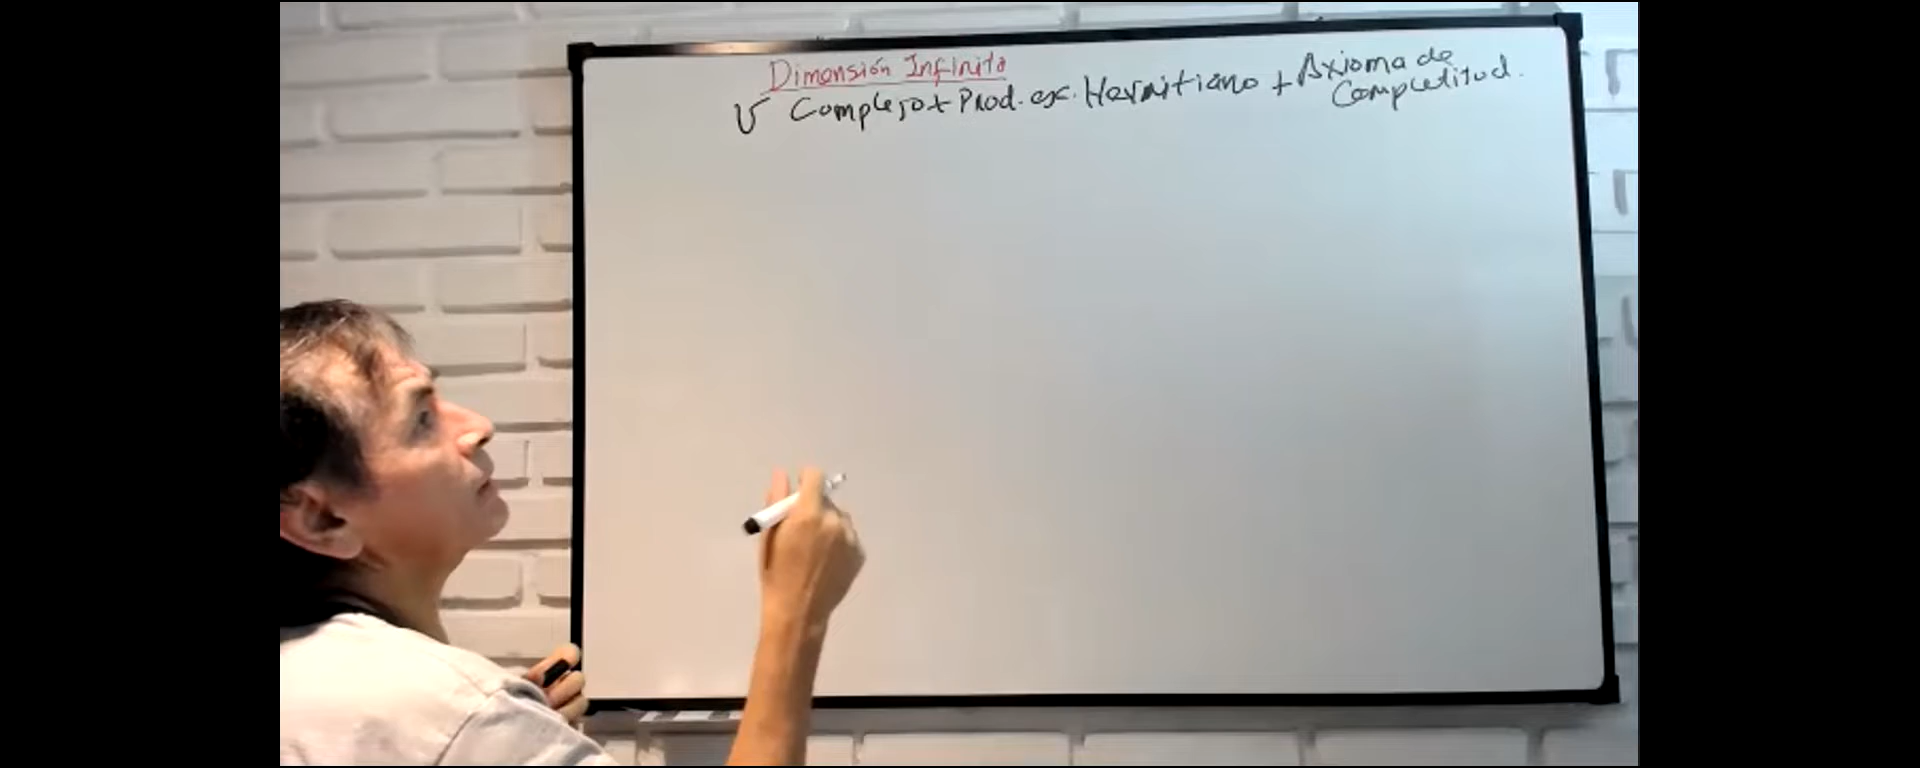 Dimensión Infinita
V Complejo + Prod. esc. Hermitiano + Axioma de
Completitud.